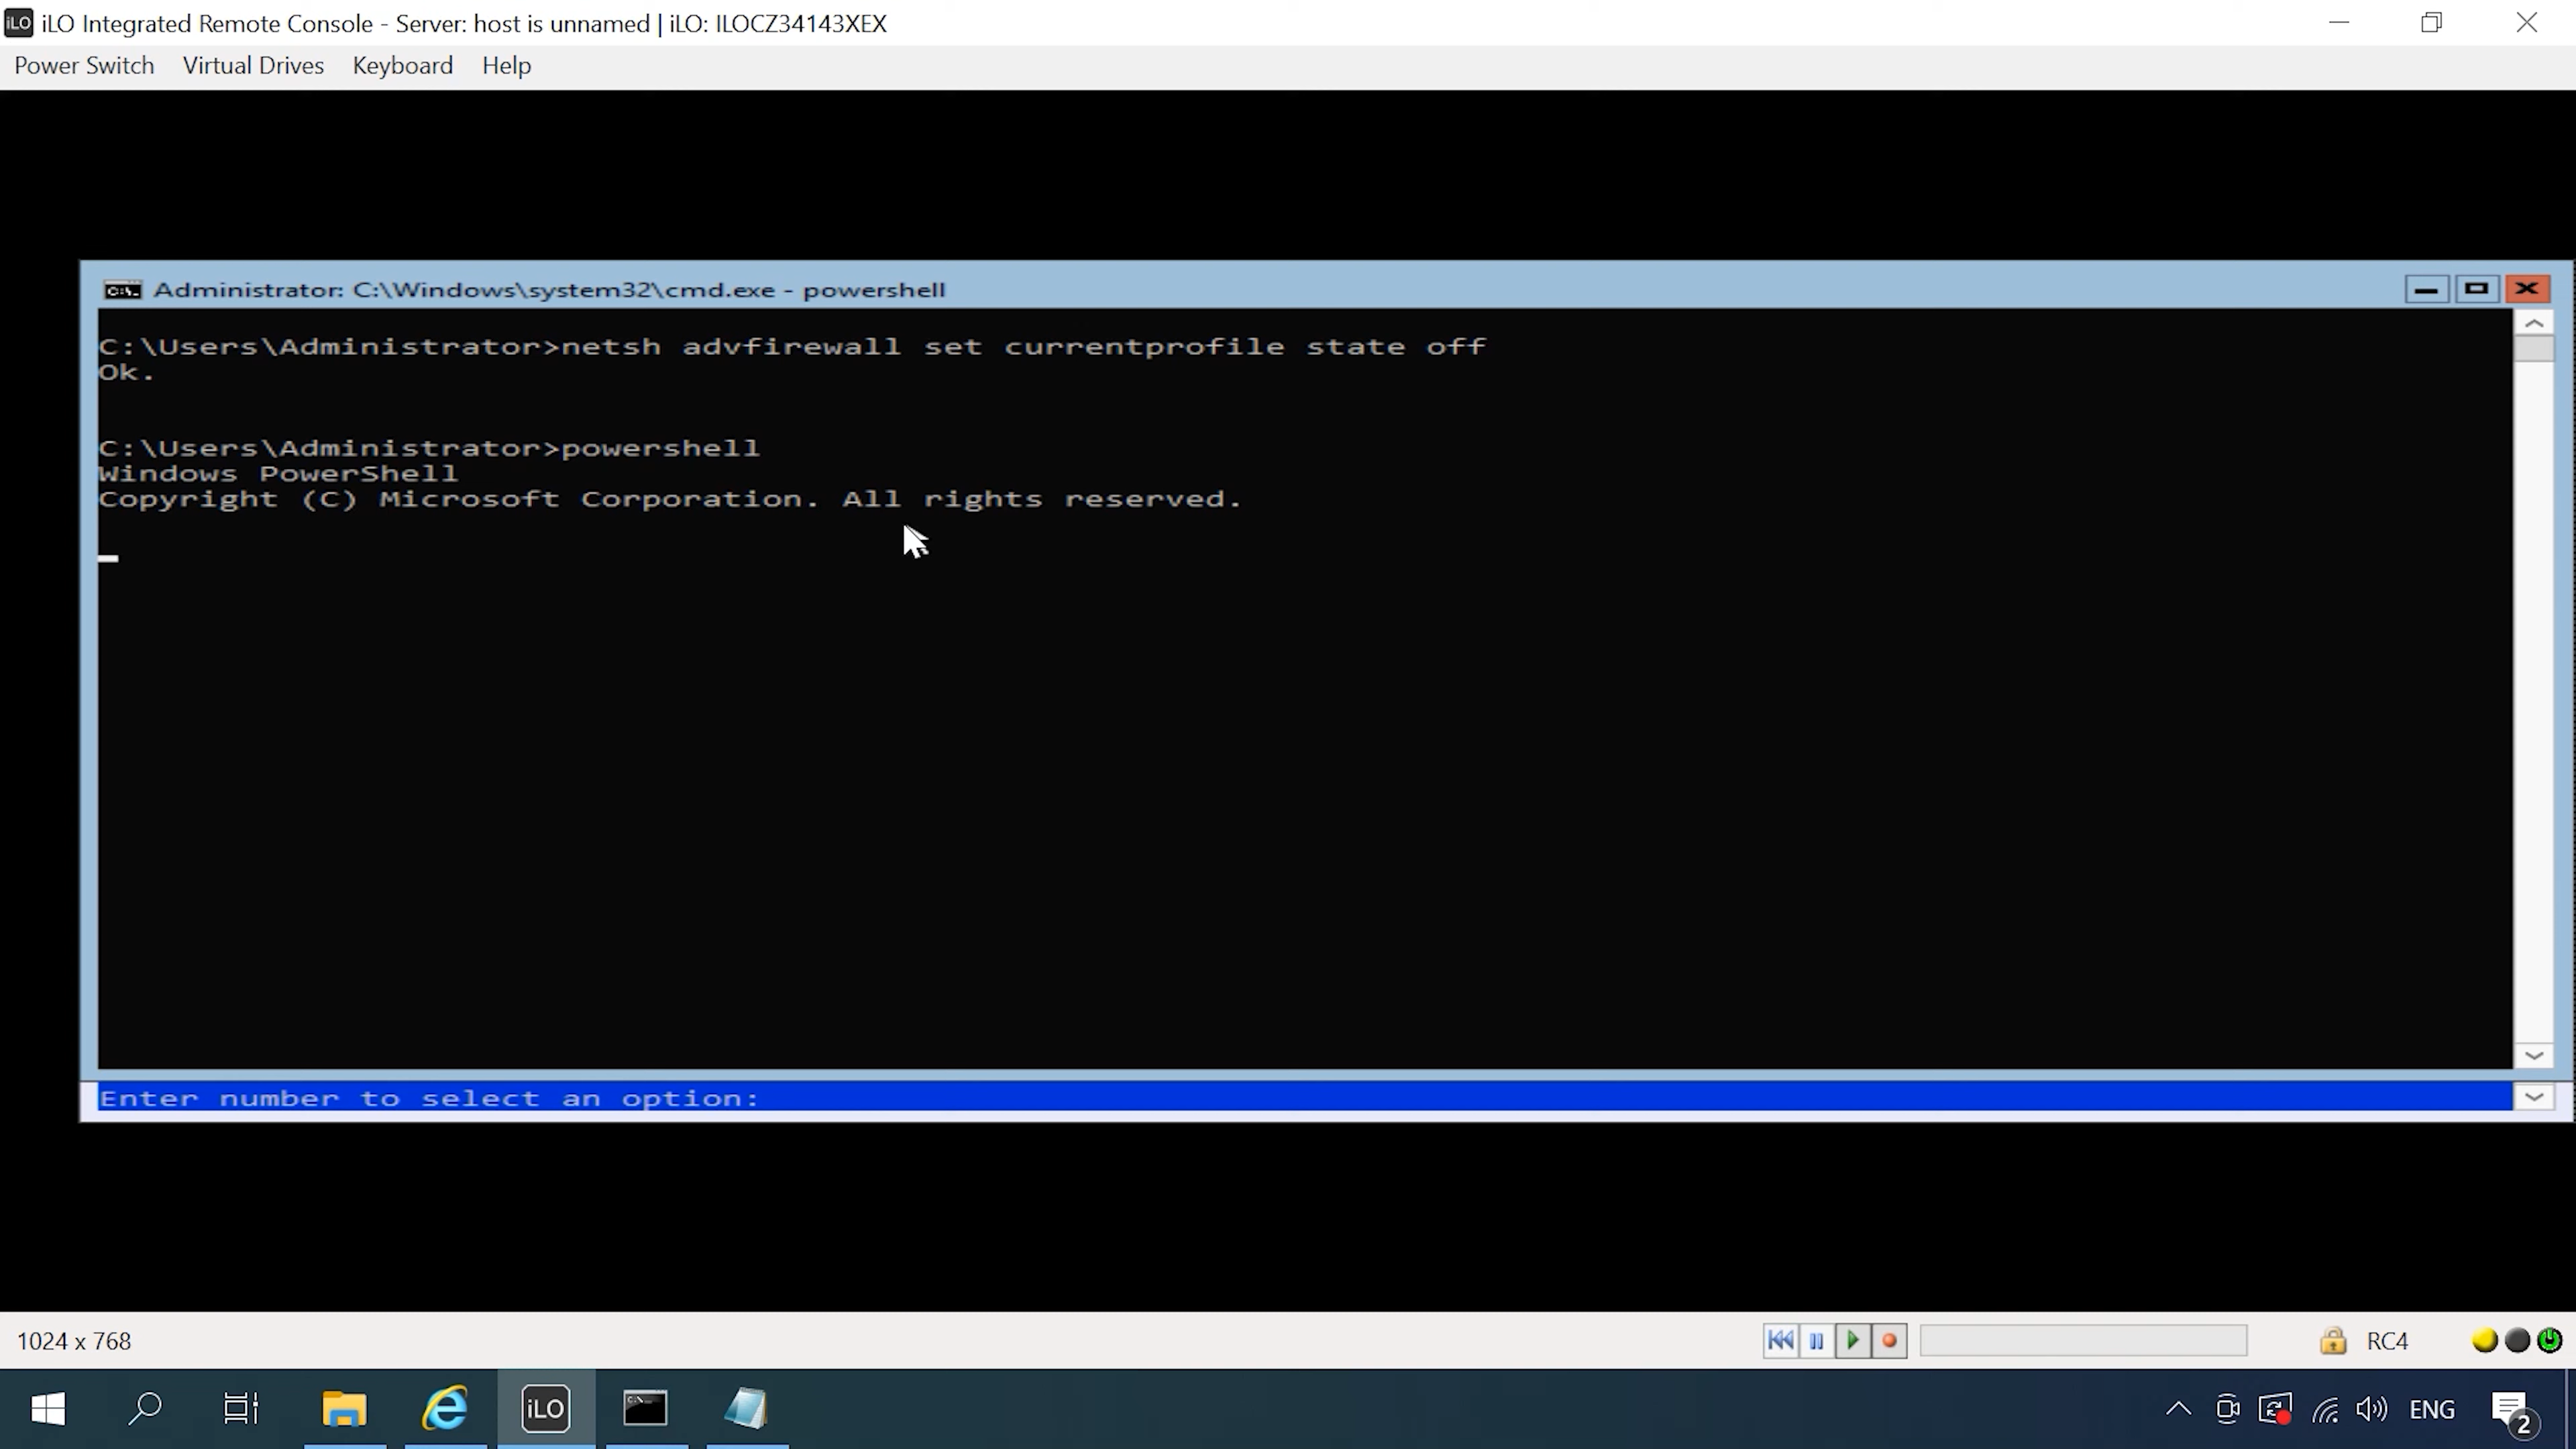 iLO iLO Integrated Remote Console - Server: host is unnamed | iLO: ILOCZ34143XEX
Power Switch Virtual Drives Keyboard Help
C:\. Administrator: C:\Windows\system32\cmd.exe - powershell
C:\Users\Administrator>netsh advfirewall set currentprofile state off
Ok.
C:\Users\Administrator>powershell
Windows PowerShell
Copyright (C) Microsoft Corporation. All rights reserved.
Enter number to select an option:
1024 x 768
RC4
iLO
C:\.
ENG
2